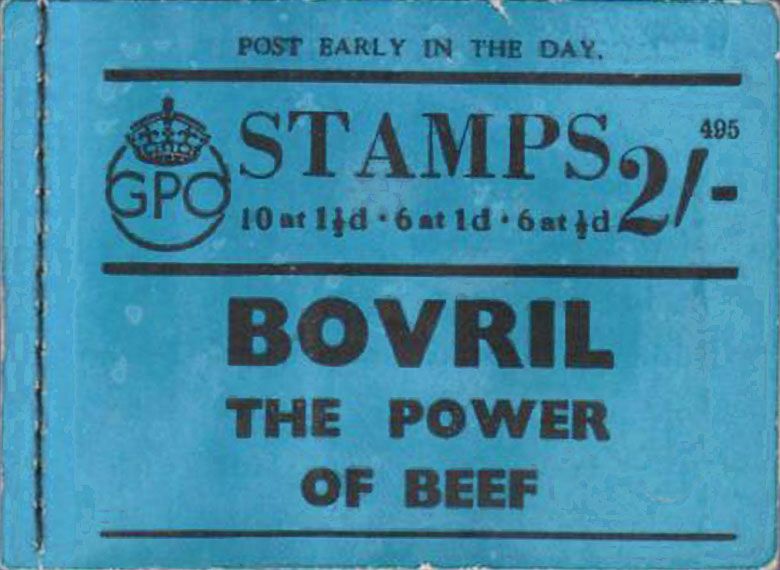 POST EARLY IN THE DAY.
STAMPS
495
GPO
2/-
10 at 1½d · 6 at 1d · 6 at ½d
BOVRIL
THE POWER
OF BEEF